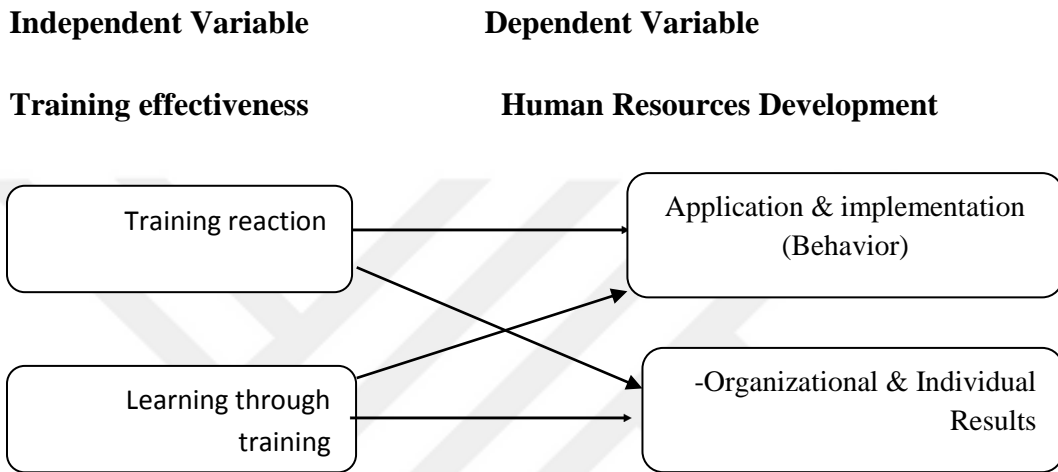 Independent Variable Dependent Variable
Training effectiveness Human Resources Development
Training reaction
Application & implementation
(Behavior)
Learning through
training
-Organizational & Individual
Results